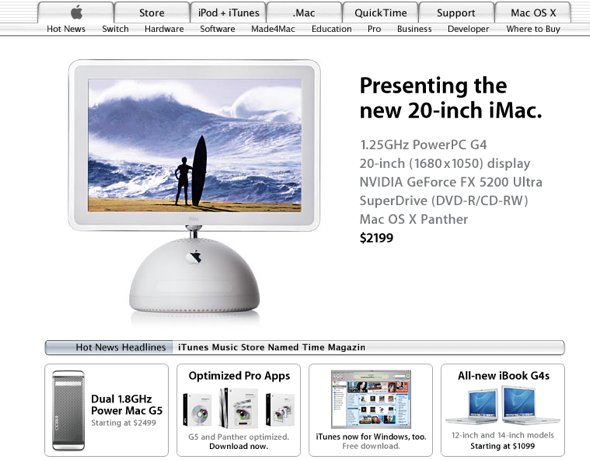 Store
iPod + iTunes
.Mac
QuickTime
Support
Mac OS X
Hot News
Switch
Hardware
Software
Made4Mac
Education
Pro
Business
Developer
Where to Buy
Presenting the
new 20-inch iMac.
1.25GHz PowerPC G4
20-inch (1680x1050) display
NVIDIA GeForce FX 5200 Ultra
SuperDrive (DVD-R/CD-RW)
Mac OS X Panther
$2199
Hot News Headlines
iTunes Music Store Named Time Magazin
Dual 1.8GHz
Power Mac G5
Starting at $2499
Optimized Pro Apps
G5 and Panther optimized.
Download now.
iTunes now for Windows, too.
Free download.
All-new iBook G4s
12-inch and 14-inch models
Starting at $1099